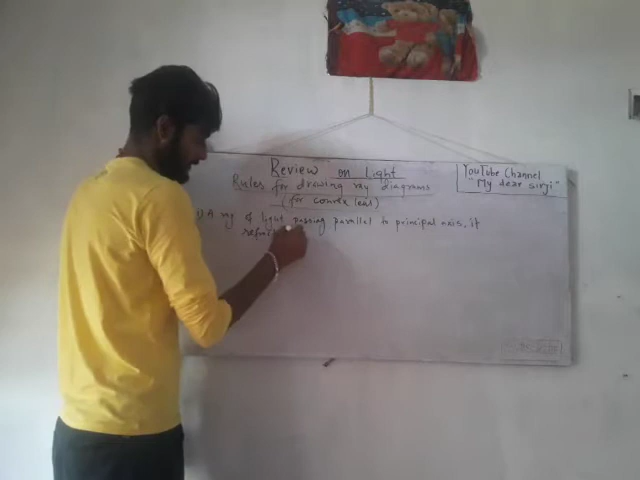 Review on Light
Rules for drawing ray diagrams
(for convex lens)
YouTube Channel
"My dear sirji"
1) A ray of light passing parallel to principal axis, it